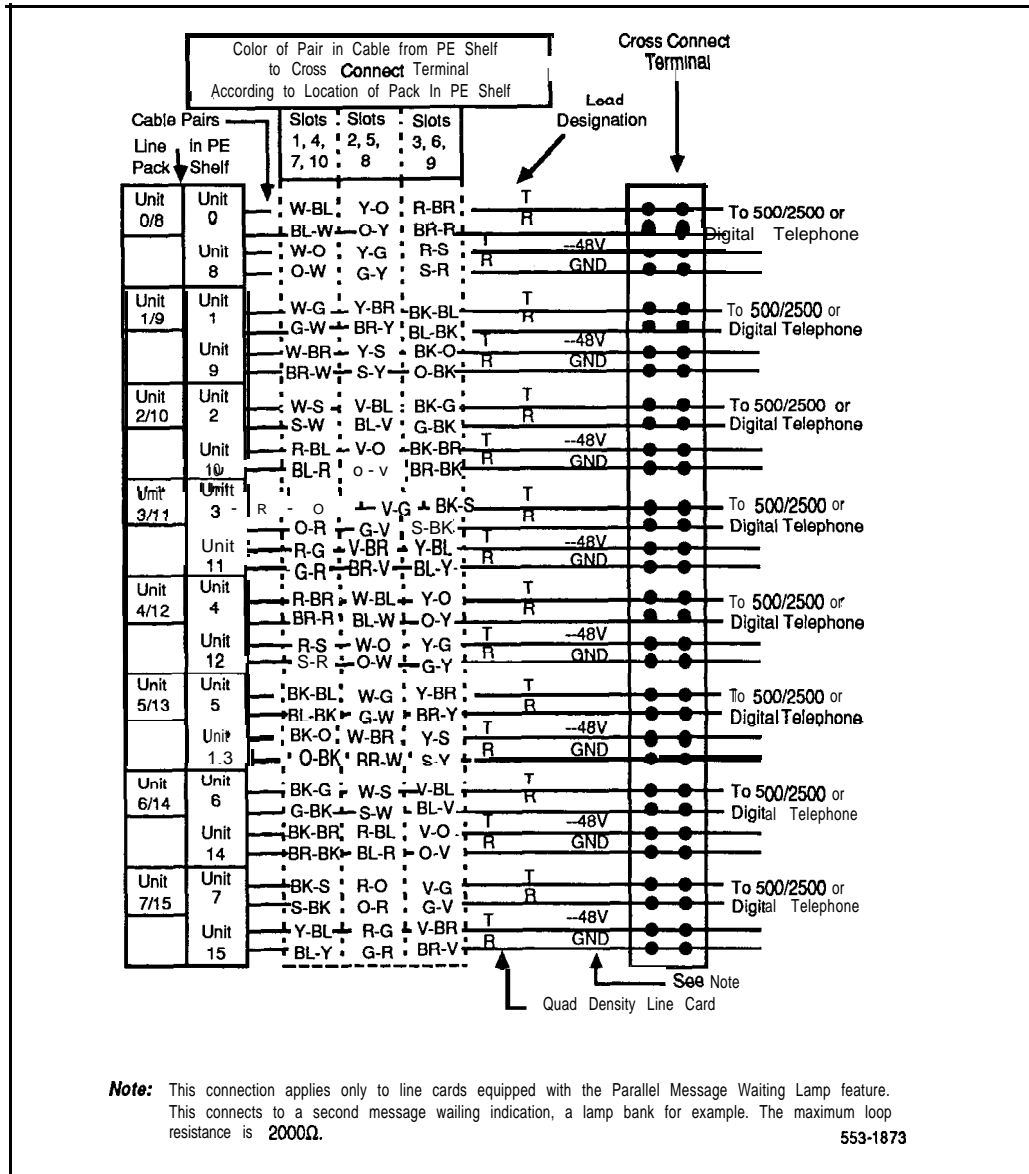 Color of Pair in Cable from PE Shelf
to Cross Connect Terminal
According to Location of Pack In PE Shelf
Cross Connect
Terminal
Lead
Designation
Cable Pairs
Line in PE
Pack Shelf
Slots Slots Slots
1, 4, 2, 5, 3, 6,
7, 10 8 9
Unit Unit
0/8 0
W-BL Y-O R-BR T
R To 500/2500 or
BL-W O-Y BR-R Digital Telephone
Unit
8
W-O Y-G R-S T --48V
O-W G-Y S-R R GND
Unit Unit
1/9 1
W-G Y-BR BK-BL T
R To 500/2500 or
G-W BR-Y BL-BK Digital Telephone
Unit
9
W-BR Y-S BK-O T --48V
BR-W S-Y O-BK R GND
Unit Unit
2/10 2
W-S V-BL BK-G T
R To 500/2500 or
S-W BL-V G-BK Digital Telephone
Unit
10
R-BL V-O BK-BR T --48V
BL-R O-V BR-BK R GND
Unit Unit
3/11 3
- R - O V-G BK-S T
R To 500/2500 or
O-R G-V S-BK Digital Telephone
Unit
11
R-G V-BR Y-BL T --48V
G-R BR-V BL-Y R GND
Unit Unit
4/12 4
R-BR W-BL Y-O T
R To 500/2500 or
BR-R BL-W O-Y Digital Telephone
Unit
12
R-S W-O Y-G T --48V
S-R O-W G-Y R GND
Unit Unit
5/13 5
BK-BL W-G Y-BR T
R To 500/2500 or
BL-BK G-W BR-Y Digital Telephone
Unit
1.3
BK-O W-BR Y-S T --48V
O-BK RR-W S-Y R GND
Unit Unit
6/14 6
BK-G W-S V-BL T
R To 500/2500 or
G-BK S-W BL-V Digital Telephone
Unit
14
BK-BR R-BL V-O T --48V
BR-BK BL-R O-V R GND
Unit Unit
7/15 7
BK-S R-O V-G T
R To 500/2500 or
S-BK O-R G-V Digital Telephone
Unit
15
Y-BL R-G V-BR T --48V
BL-Y G-R BR-V R GND
See Note
Quad Density Line Card
Note: This connection applies only to line cards equipped with the Parallel Message Waiting Lamp feature.
This connects to a second message wailing indication, a lamp bank for example. The maximum loop
resistance is 2000Ω.
553-1873